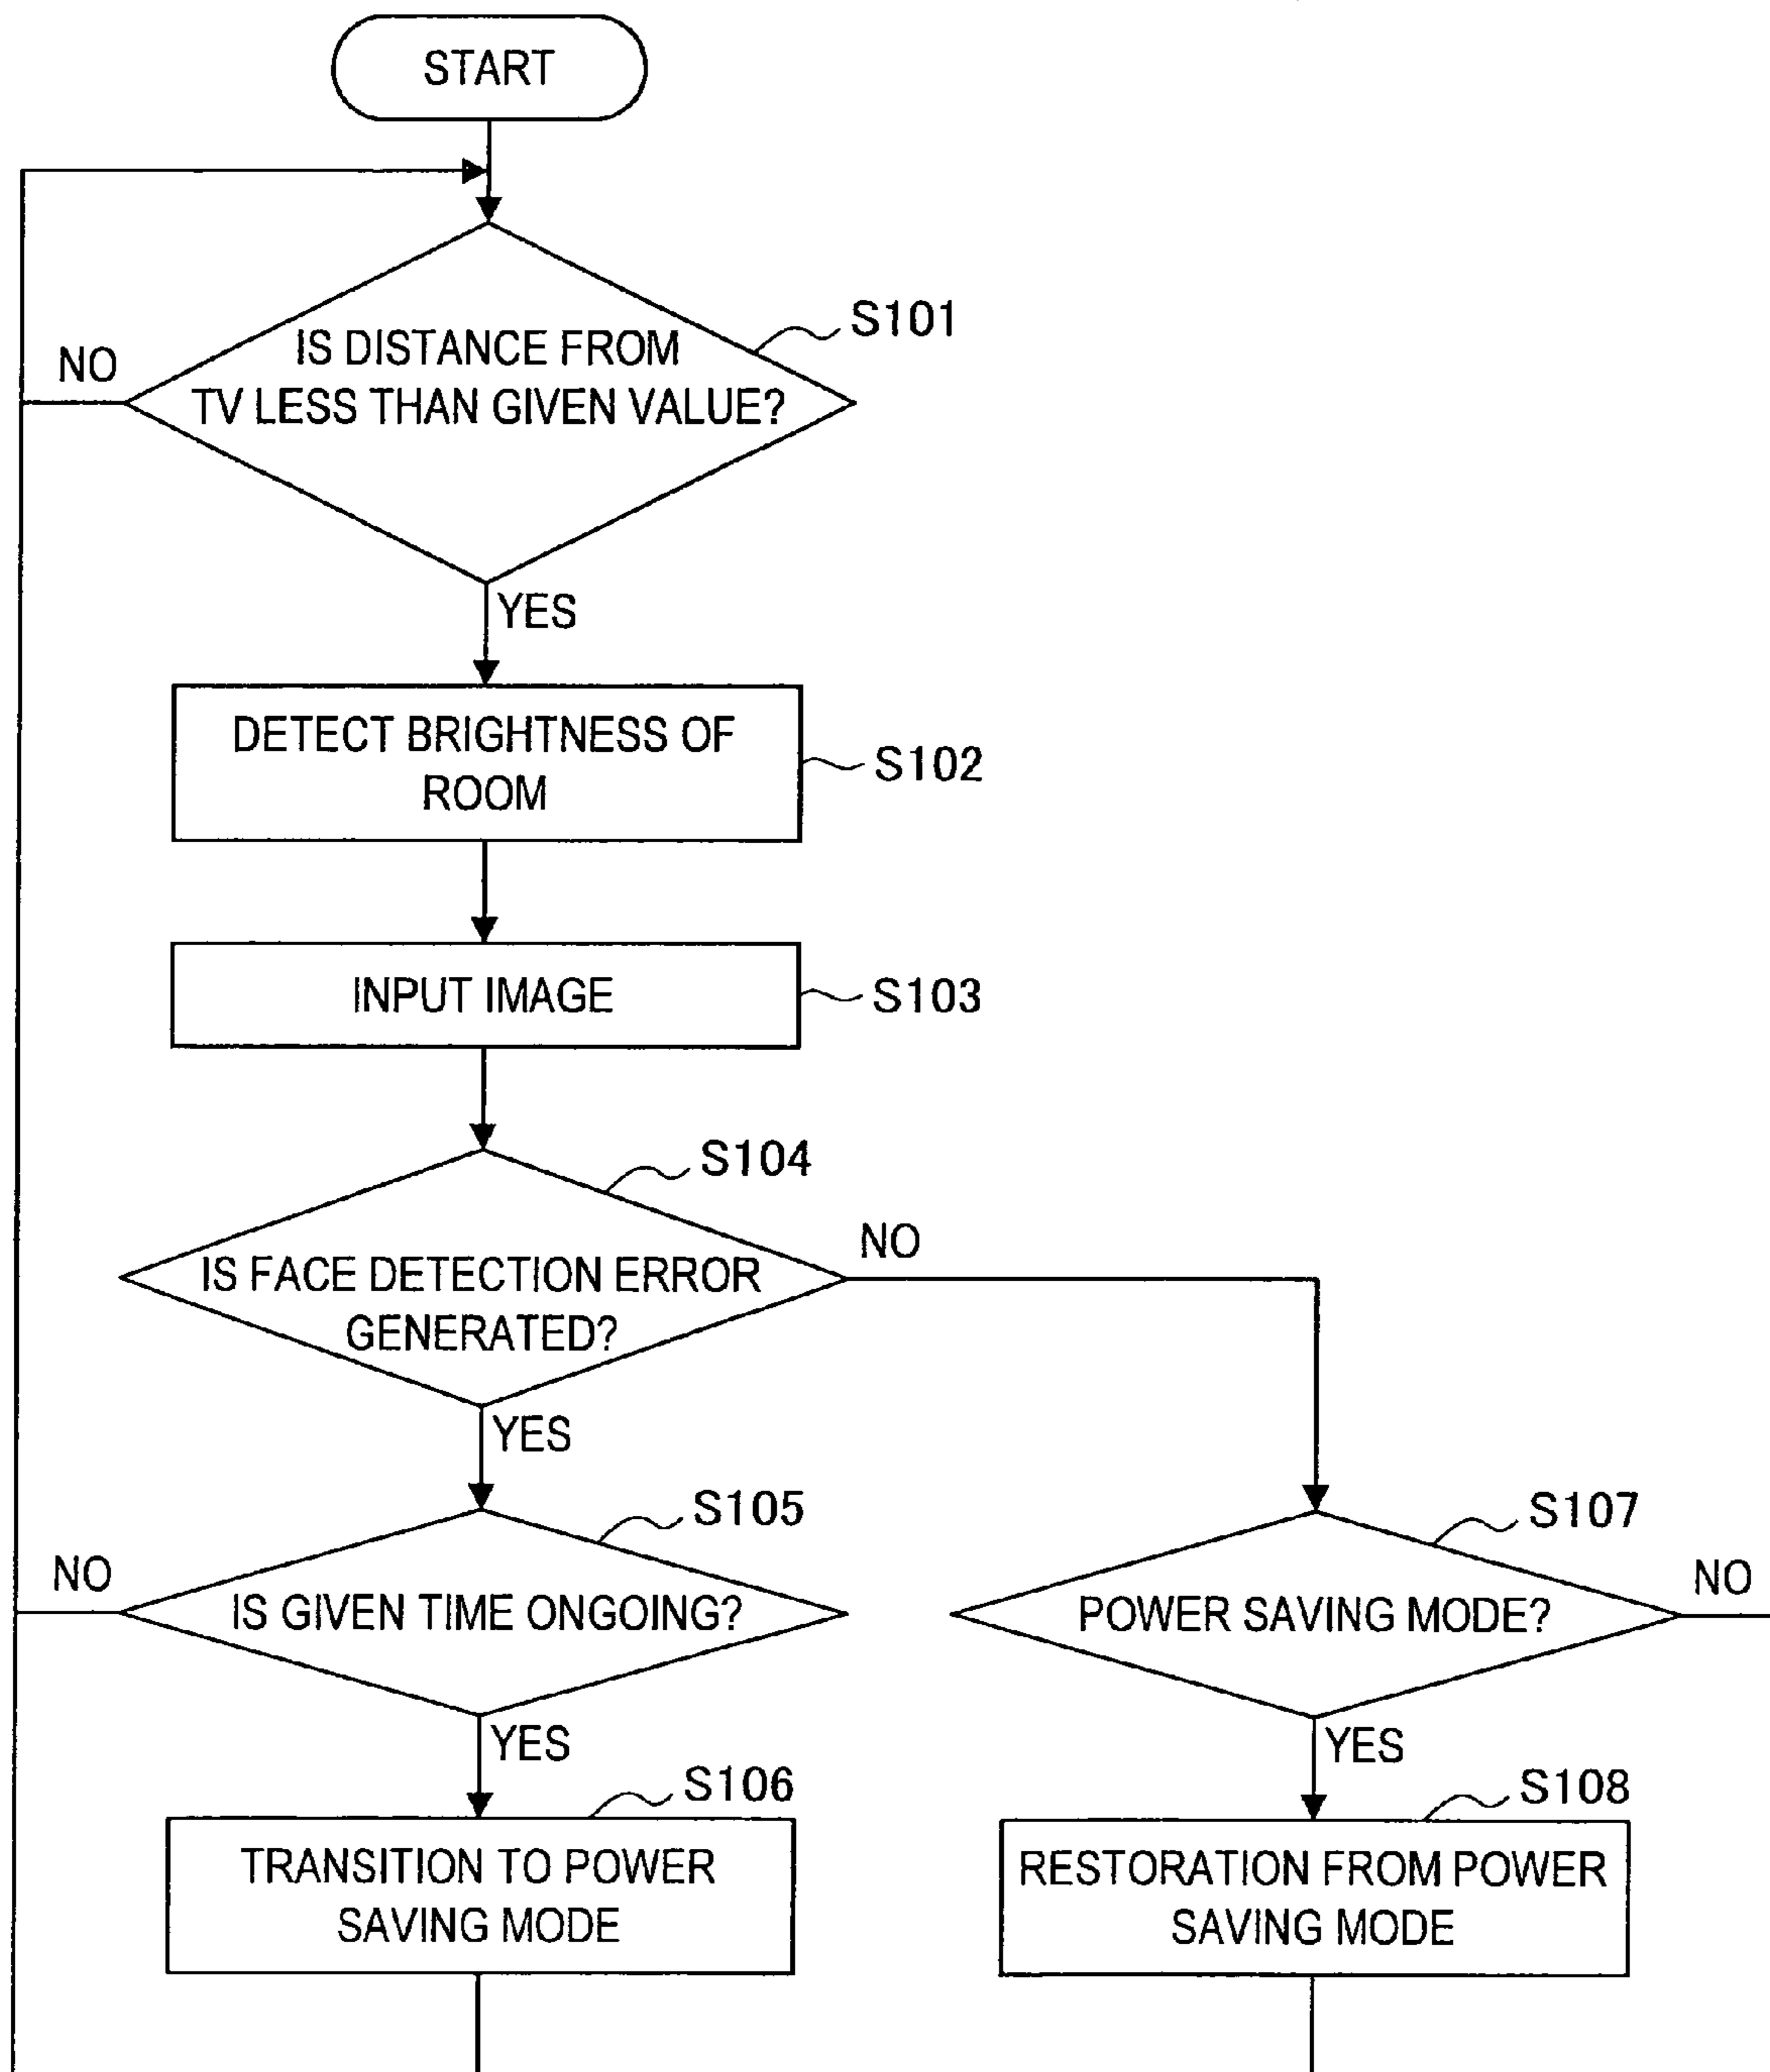 START
IS DISTANCE FROM
TV LESS THAN GIVEN VALUE?
S101
NO
YES
DETECT BRIGHTNESS OF
ROOM
S102
INPUT IMAGE
S103
S104
IS FACE DETECTION ERROR
GENERATED?
NO
YES
S105
NO
IS GIVEN TIME ONGOING?
YES
S107
POWER SAVING MODE?
NO
YES
S106
TRANSITION TO POWER
SAVING MODE
S108
RESTORATION FROM POWER
SAVING MODE